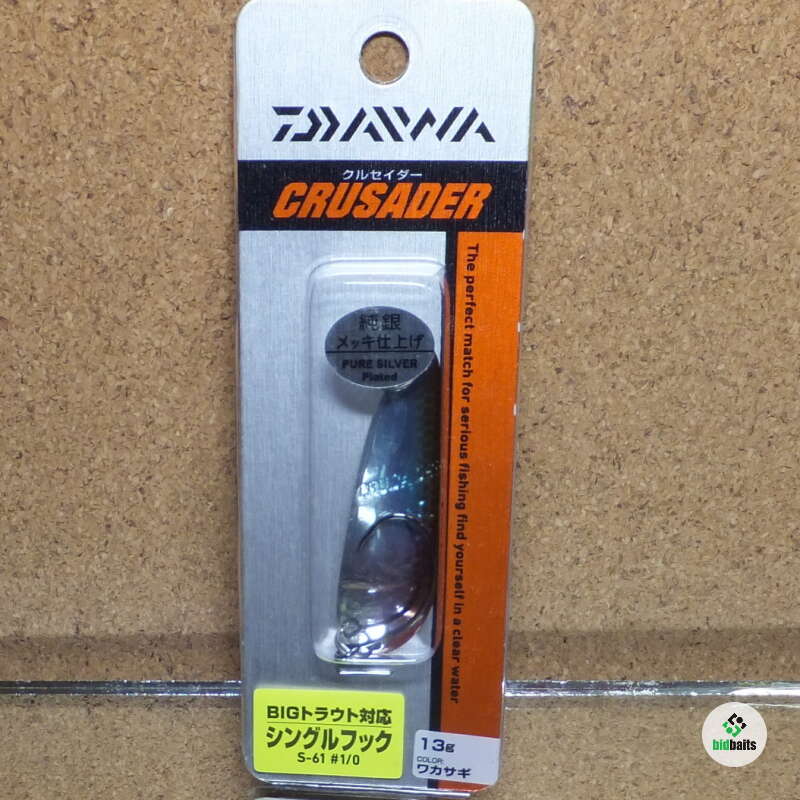 DAIWA
クルセイダー
CRUSADER
純銀
メッキ仕上げ
PURE SILVER
Plated
The perfect match for serious fishing find yourself in a clear water
BIGトラウト対応
シングルフック
S-61 #1/0
13g
COLOR:
ワカサギ
bidbaits